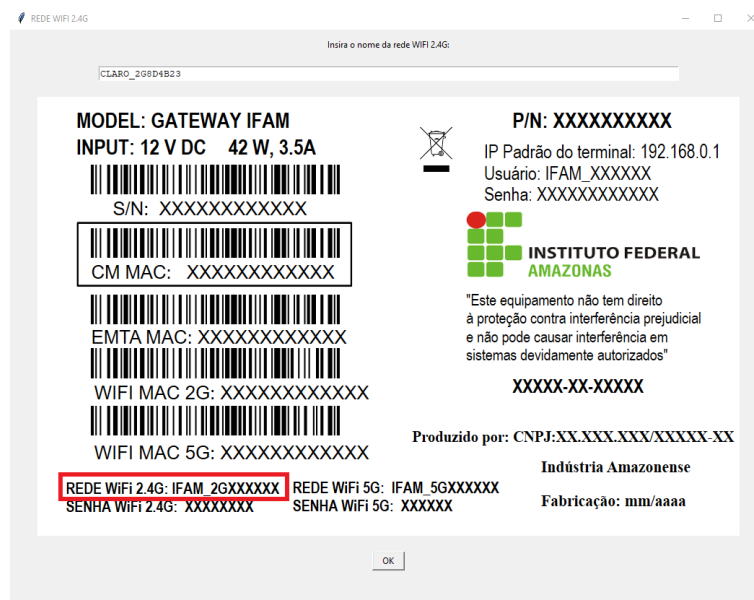 REDE WIFI 2.4G
Insira o nome da rede WIFI 2.4G:
CLARO_2G8D4B23
MODEL: GATEWAY IFAM
INPUT: 12 V DC 42 W, 3.5A
S/N: XXXXXXXXXXXX
CM MAC: XXXXXXXXXXXX
EMTA MAC: XXXXXXXXXXXX
WIFI MAC 2G: XXXXXXXXXXXX
WIFI MAC 5G: XXXXXXXXXXXX
REDE WiFi 2.4G: IFAM_2GXXXXXX
SENHA WiFi 2.4G: XXXXXXXX
REDE WiFi 5G: IFAM_5GXXXXXX
SENHA WiFi 5G: XXXXXX
P/N: XXXXXXXXXX
IP Padrão do terminal: 192.168.0.1
Usuário: IFAM_XXXXXX
Senha: XXXXXXXXXXXX
INSTITUTO FEDERAL
AMAZONAS
"Este equipamento não tem direito
à proteção contra interferência prejudicial
e não pode causar interferência em
sistemas devidamente autorizados"
XXXXX-XX-XXXXX
Produzido por: CNPJ:XX.XXX.XXX/XXXXX-XX
Indústria Amazonense
Fabricação: mm/aaaa
OK